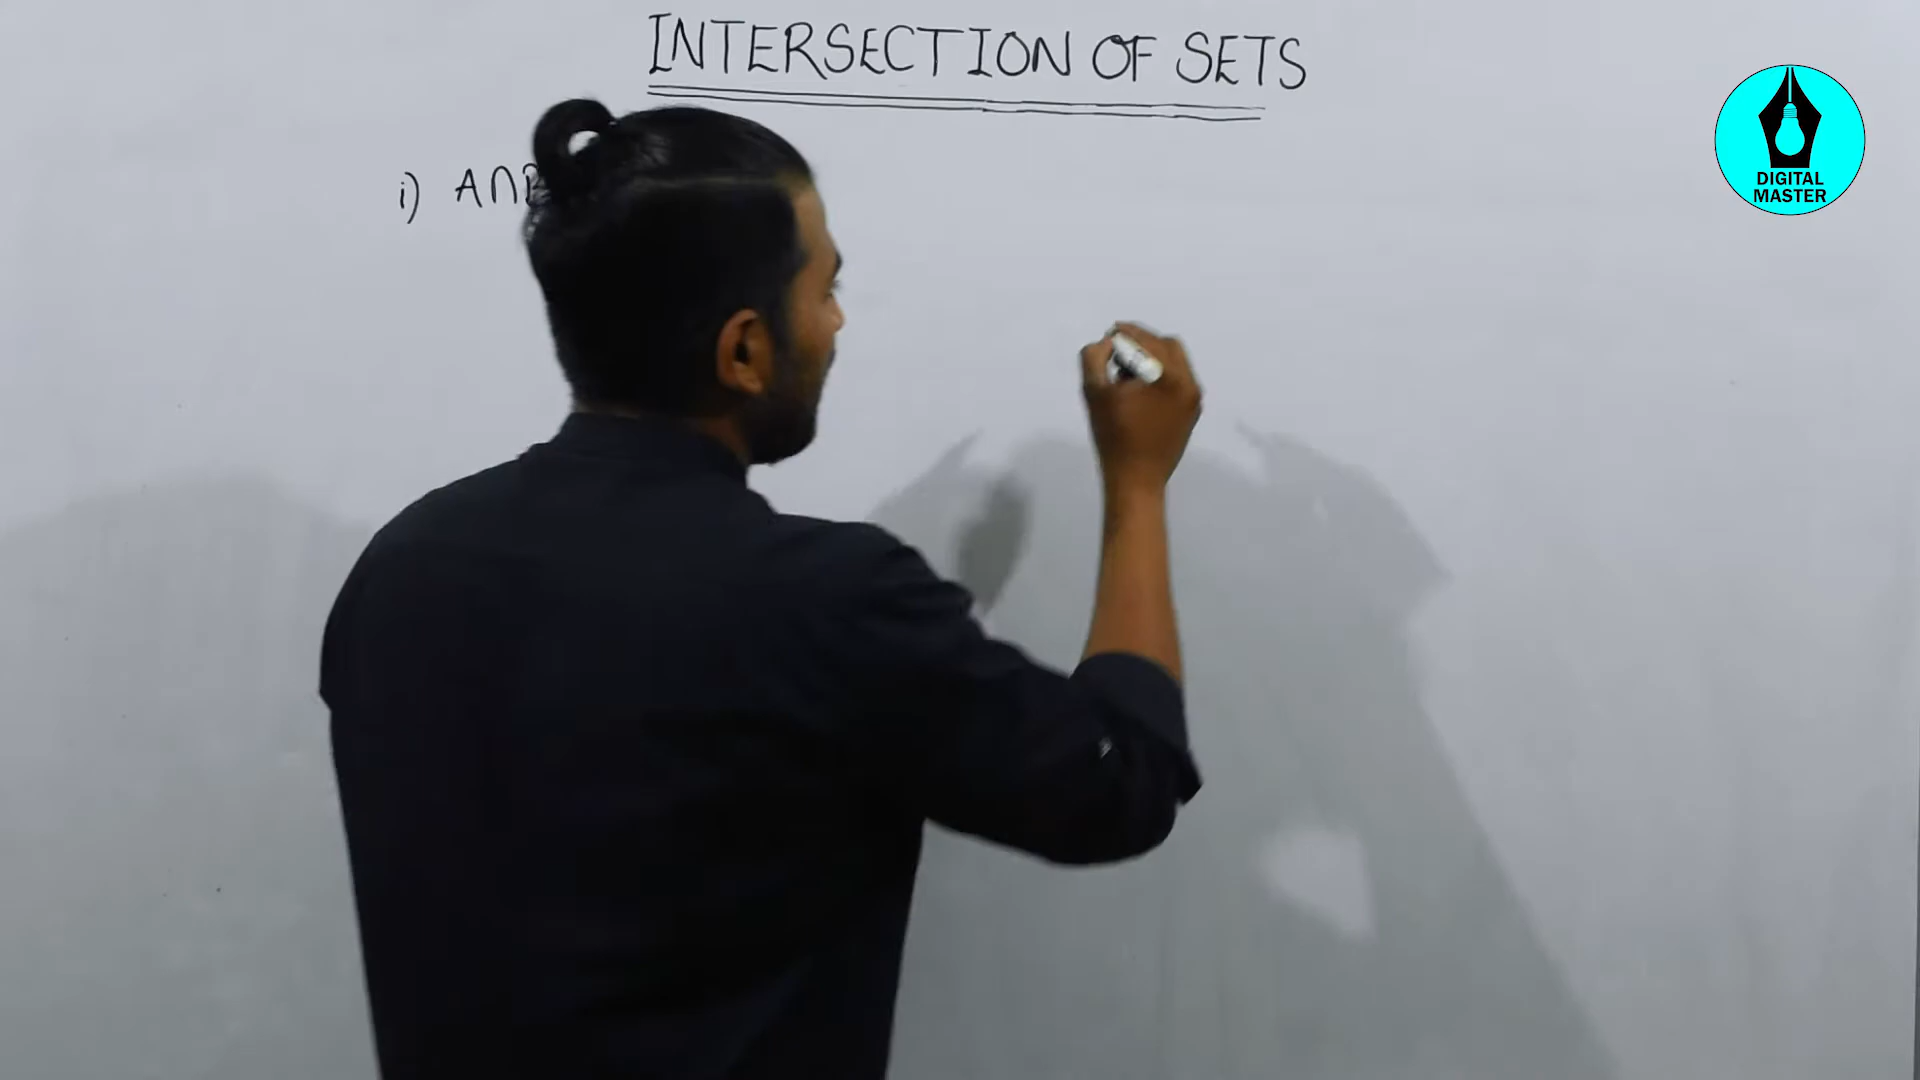 INTERSECTION OF SETS
i) A∩B
DIGITAL
MASTER